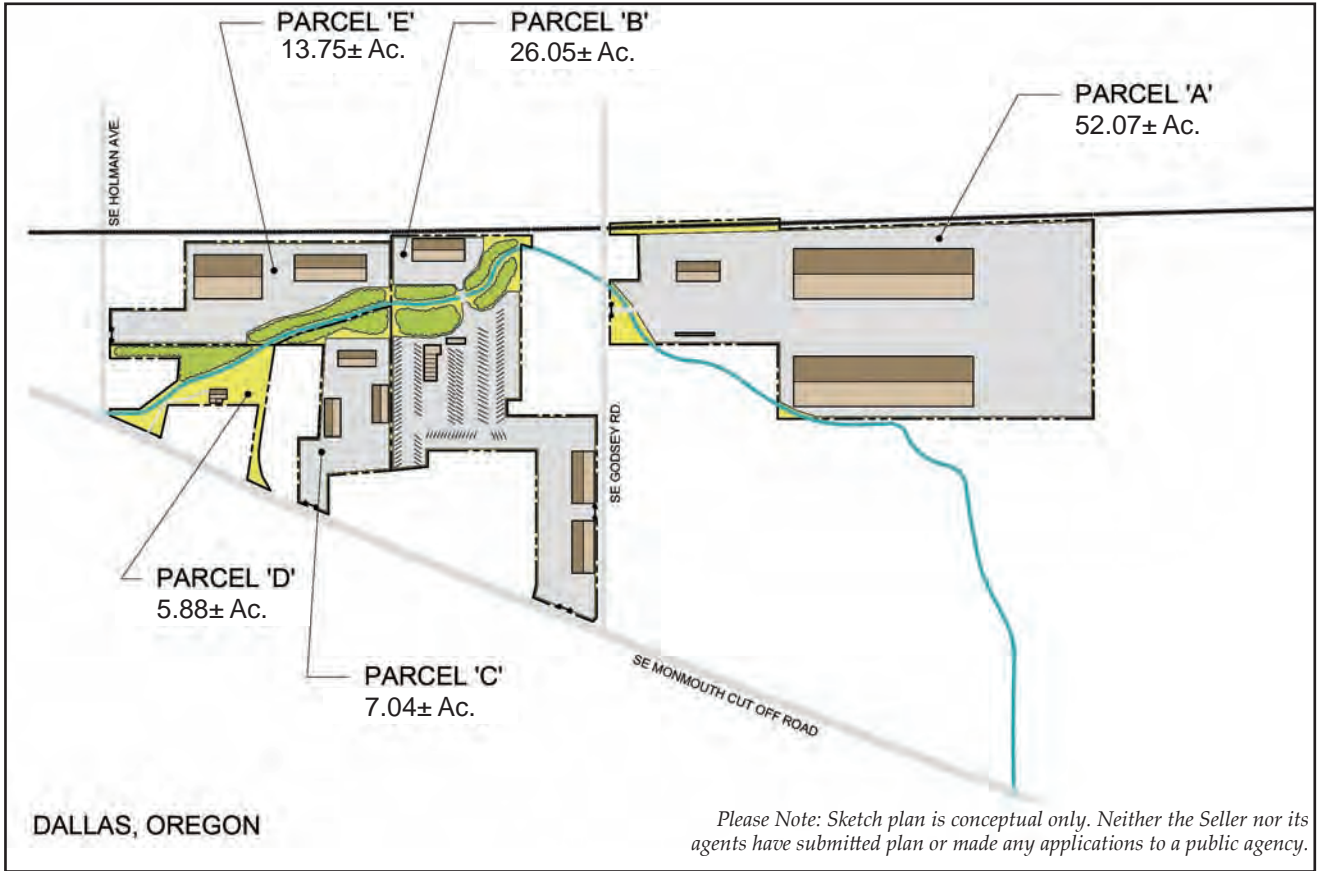 PARCEL 'E'
13.75± Ac.
PARCEL 'B'
26.05± Ac.
PARCEL 'A'
52.07± Ac.
SE HOLMAN AVE.
SE GODSEY RD.
PARCEL 'D'
5.88± Ac.
PARCEL 'C'
7.04± Ac.
SE MONMOUTH CUT OFF ROAD
DALLAS, OREGON
Please Note: Sketch plan is conceptual only. Neither the Seller nor its
agents have submitted plan or made any applications to a public agency.